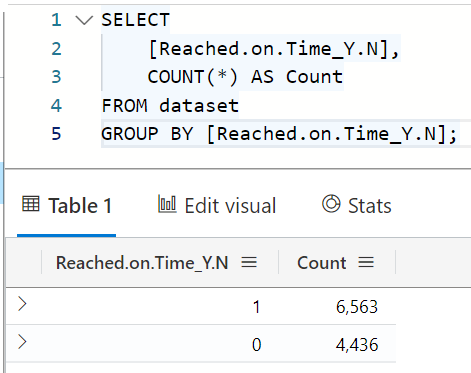 1 SELECT
2 [Reached.on.Time_Y.N],
3 COUNT(*) AS Count
4 FROM dataset
5 GROUP BY [Reached.on.Time_Y.N];
Table 1 Edit visual Stats
Reached.on.Time_Y.N Count
1 6,563
0 4,436